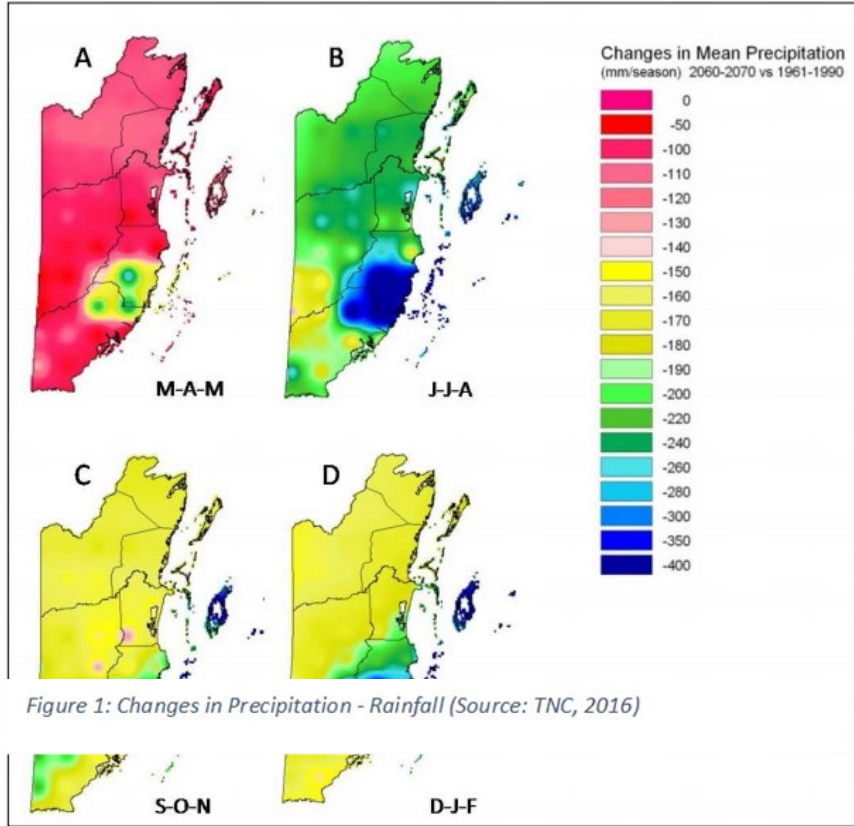 A
B
M-A-M
J-J-A
Changes in Mean Precipitation
(mm/season) 2060-2070 vs 1961-1990
0
-50
-100
-110
-120
-130
-140
-150
-160
-170
-180
-190
-200
-220
-240
-260
-280
-300
-350
-400
C
D
Figure 1: Changes in Precipitation - Rainfall (Source: TNC, 2016)
S-O-N
D-J-F